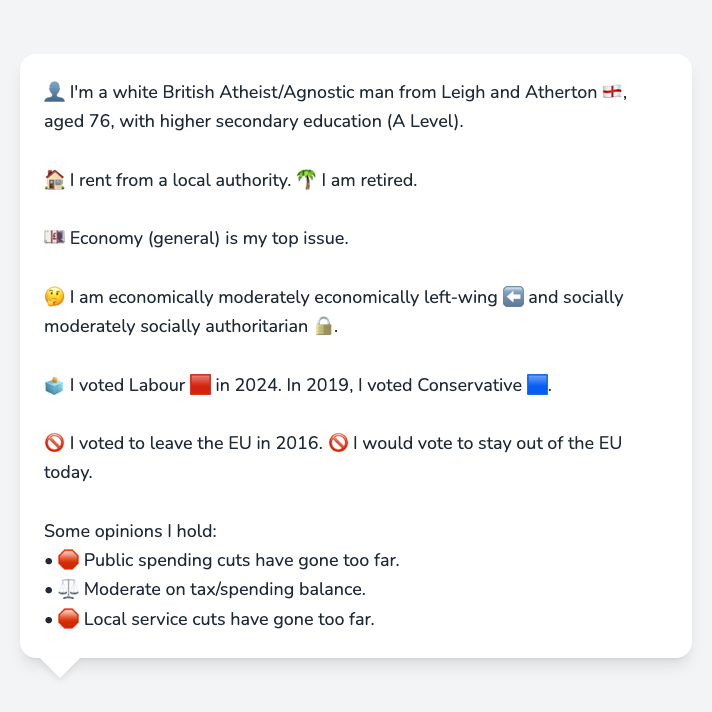 👤 I'm a white British Atheist/Agnostic man from Leigh and Atherton 🏴󠁧󠁢󠁥󠁮󠁧󠁿,
aged 76, with higher secondary education (A Level).
🏠 I rent from a local authority. 🌴 I am retired.
💷 Economy (general) is my top issue.
🤔 I am economically moderately economically left-wing ⬅️ and socially
moderately socially authoritarian 🔒.
🗳️ I voted Labour 🟥 in 2024. In 2019, I voted Conservative 🟦.
🚫 I voted to leave the EU in 2016. 🚫 I would vote to stay out of the EU
today.
Some opinions I hold:
• 🛑 Public spending cuts have gone too far.
• ⚖️ Moderate on tax/spending balance.
• 🛑 Local service cuts have gone too far.